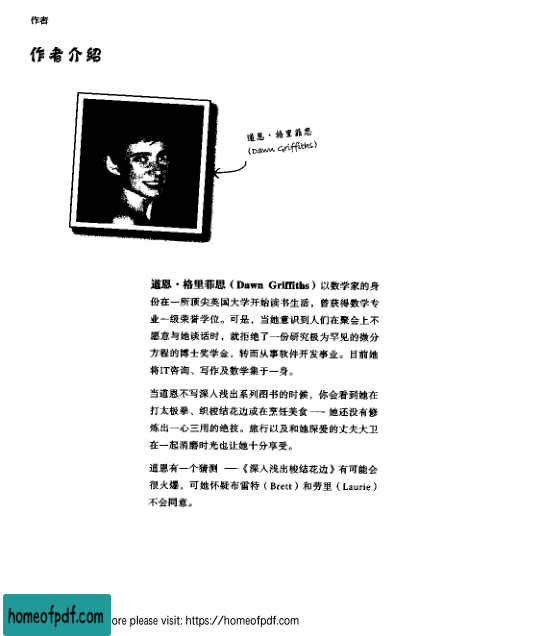 作者
作者介绍
道恩·格里菲思
(Dawn Griffiths)
道恩·格里菲思（Dawn Griffiths）以数学家的身
份在一所顶尖英国大学开始读书生活，曾获得数学专
业一级荣誉学位。可是，当她意识到人们在聚会上不
愿意与她谈话时，就拒绝了一份研究极为罕见的微分
方程的博士奖学金，转而从事软件开发事业。目前她
将IT咨询、写作及数学集于一身。
当道恩不写深入浅出系列图书的时候，你会看到她在
打太极拳、织梭结花边或在烹饪美食——她还没有修
炼出一心三用的绝技。旅行以及和她深爱的丈夫大卫
在一起消磨时光也让她十分享受。
道恩有一个猜测——《深入浅出梭结花边》有可能会
很火爆，可她怀疑布雷特（Brett）和劳里（Laurie）
不会同意。
homeofpdf.com
ore please visit: https://homeofpdf.com